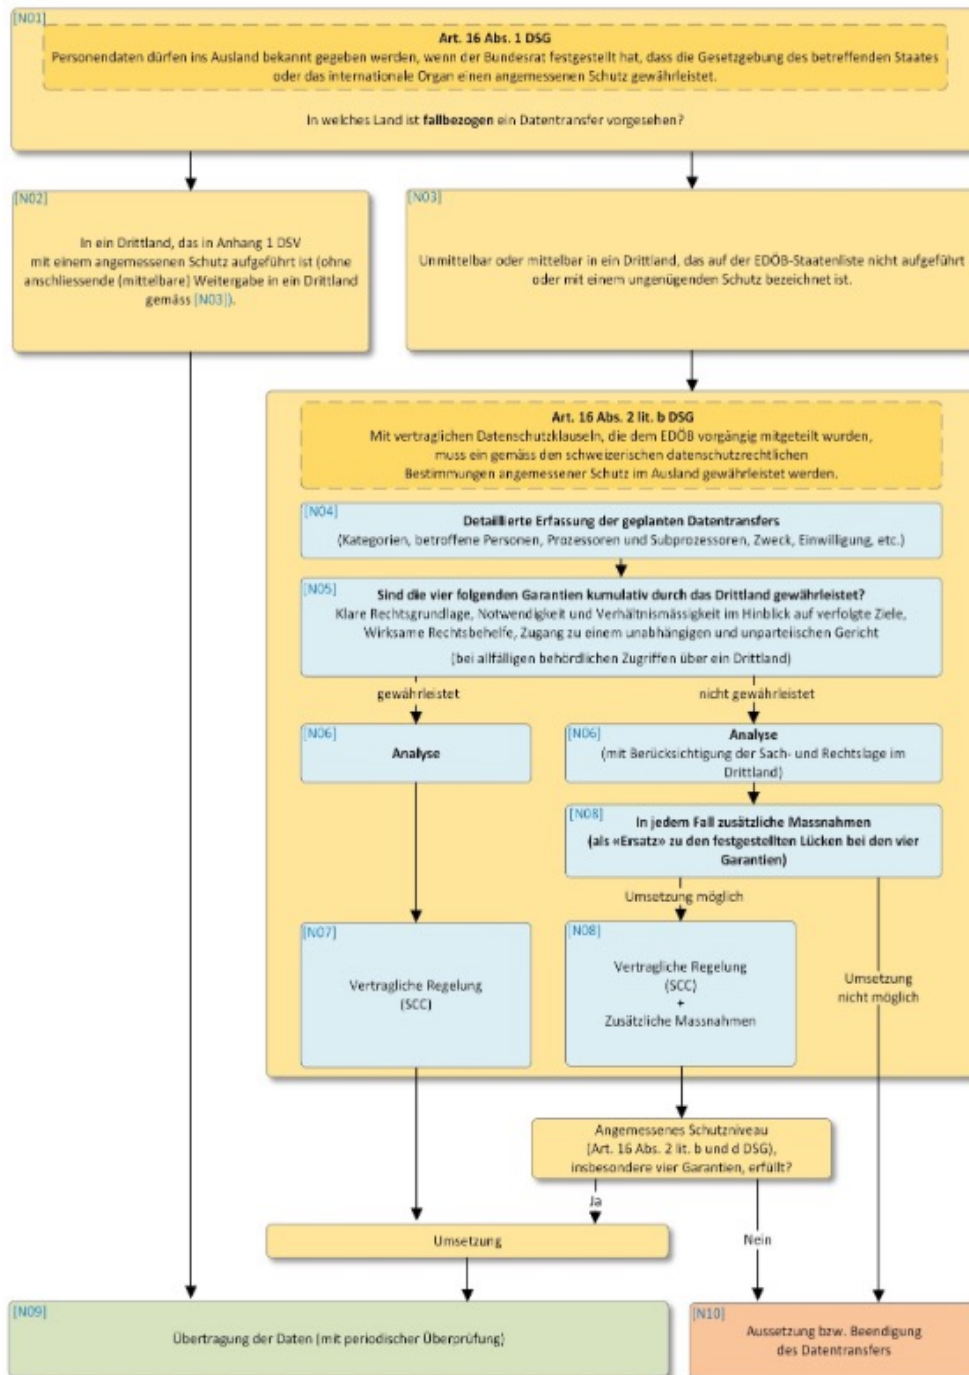 [N01]
Art. 16 Abs. 1 DSG
Personendaten dürfen ins Ausland bekannt gegeben werden, wenn der Bundesrat festgestellt hat, dass die Gesetzgebung des betreffenden Staates
oder das internationale Organ einen angemessenen Schutz gewährleistet.
In welches Land ist fallbezogen ein Datentransfer vorgesehen?
[N02]
In ein Drittland, das in Anhang 1 DSV
mit einem angemessenen Schutz aufgeführt ist (ohne
anschliessende (mittelbare) Weitergabe in ein Drittland
gemäss [N03]).
[N03]
Unmittelbar oder mittelbar in ein Drittland, das auf der EDÖB-Staatenliste nicht aufgeführt
oder mit einem ungenügenden Schutz bezeichnet ist.
Art. 16 Abs. 2 lit. b DSG
Mit vertraglichen Datenschutzklauseln, die dem EDÖB vorgängig mitgeteilt wurden,
muss ein gemäss den schweizerischen datenschutzrechtlichen
Bestimmungen angemessener Schutz im Ausland gewährleistet werden.
[N04]
Detaillierte Erfassung der geplanten Datentransfers
(Kategorien, betroffene Personen, Prozessoren und Subprozessoren, Zweck, Einwilligung, etc.)
[N05]
Sind die vier folgenden Garantien kumulativ durch das Drittland gewährleistet?
Klare Rechtsgrundlage, Notwendigkeit und Verhältnismässigkeit im Hinblick auf verfolgte Ziele,
Wirksame Rechtsbehelfe, Zugang zu einem unabhängigen und unparteiischen Gericht
(bei allfälligen behördlichen Zugriffen über ein Drittland)
gewährleistet
nicht gewährleistet
[N06]
Analyse
[N06]
Analyse
(mit Berücksichtigung der Sach- und Rechtslage im
Drittland)
[N08]
In jedem Fall zusätzliche Massnahmen
(als «Ersatz» zu den festgestellten Lücken bei den vier
Garantien)
Umsetzung möglich
[N07]
Vertragliche Regelung
(SCC)
[N08]
Vertragliche Regelung
(SCC)
+
Zusätzliche Massnahmen
Umsetzung
nicht möglich
Angemessenes Schutzniveau
(Art. 16 Abs. 2 lit. b und d DSG),
insbesondere vier Garantien, erfüllt?
Ja
Nein
Umsetzung
[N09]
Übertragung der Daten (mit periodischer Überprüfung)
[N10]
Aussetzung bzw. Beendigung
des Datentransfers